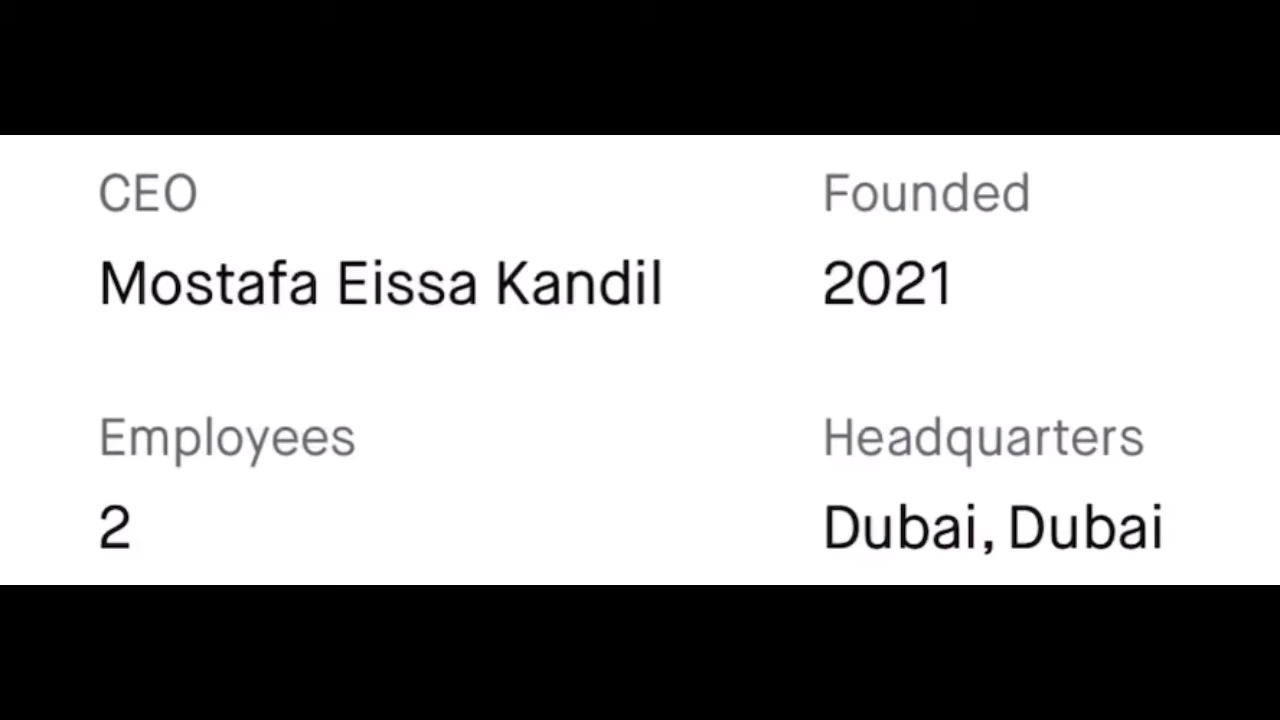 CEO
Mostafa Eissa Kandil
Founded
2021
Employees
2
Headquarters
Dubai, Dubai